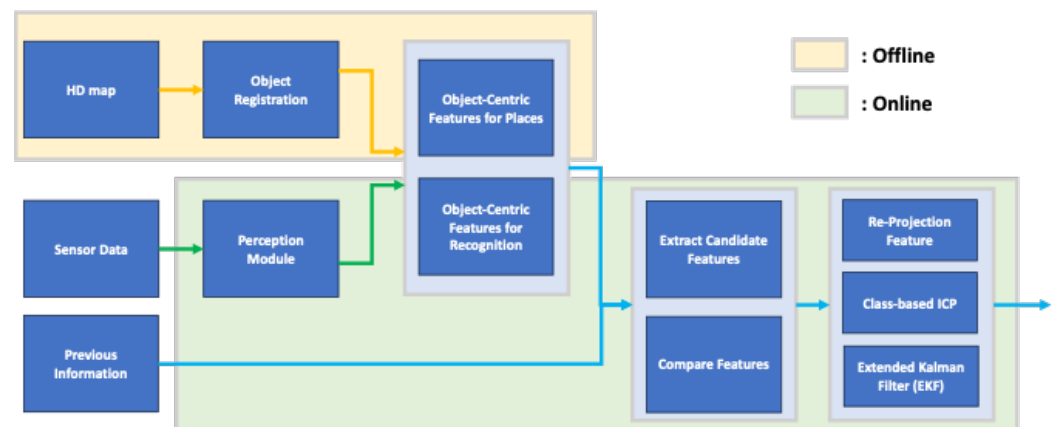 HD map
Object
Registration
Object-Centric
Features for Places
: Offline
: Online
Sensor Data
Perception
Module
Object-Centric
Features for
Recognition
Extract Candidate
Features
Re-Projection
Feature
Class-based ICP
Previous
Information
Compare Features
Extended Kalman
Filter (EKF)